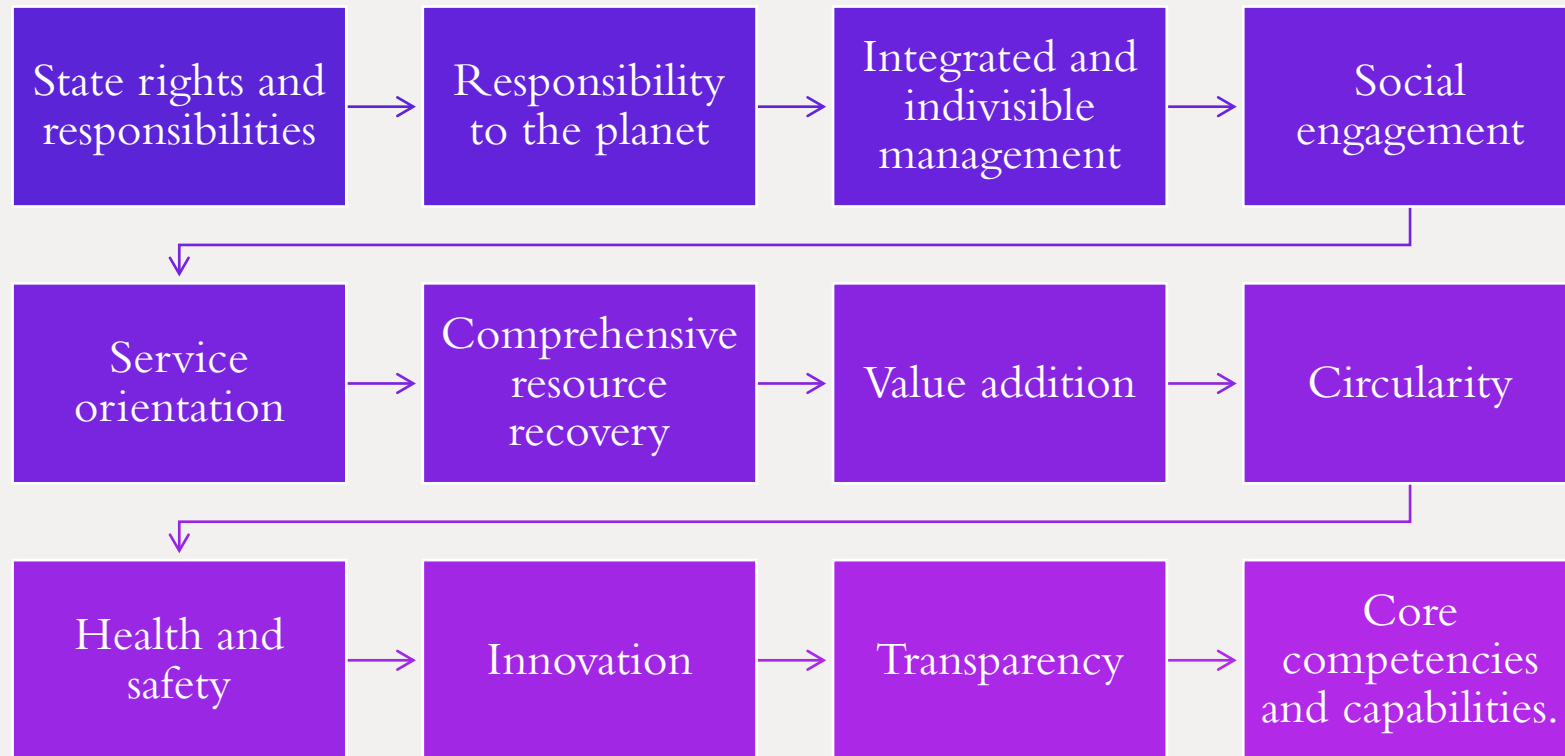 State rights and
responsibilities
Responsibility
to the planet
Integrated and
indivisible
management
Social
engagement
Service
orientation
Comprehensive
resource
recovery
Value addition
Circularity
Health and
safety
Innovation
Transparency
Core
competencies
and capabilities.